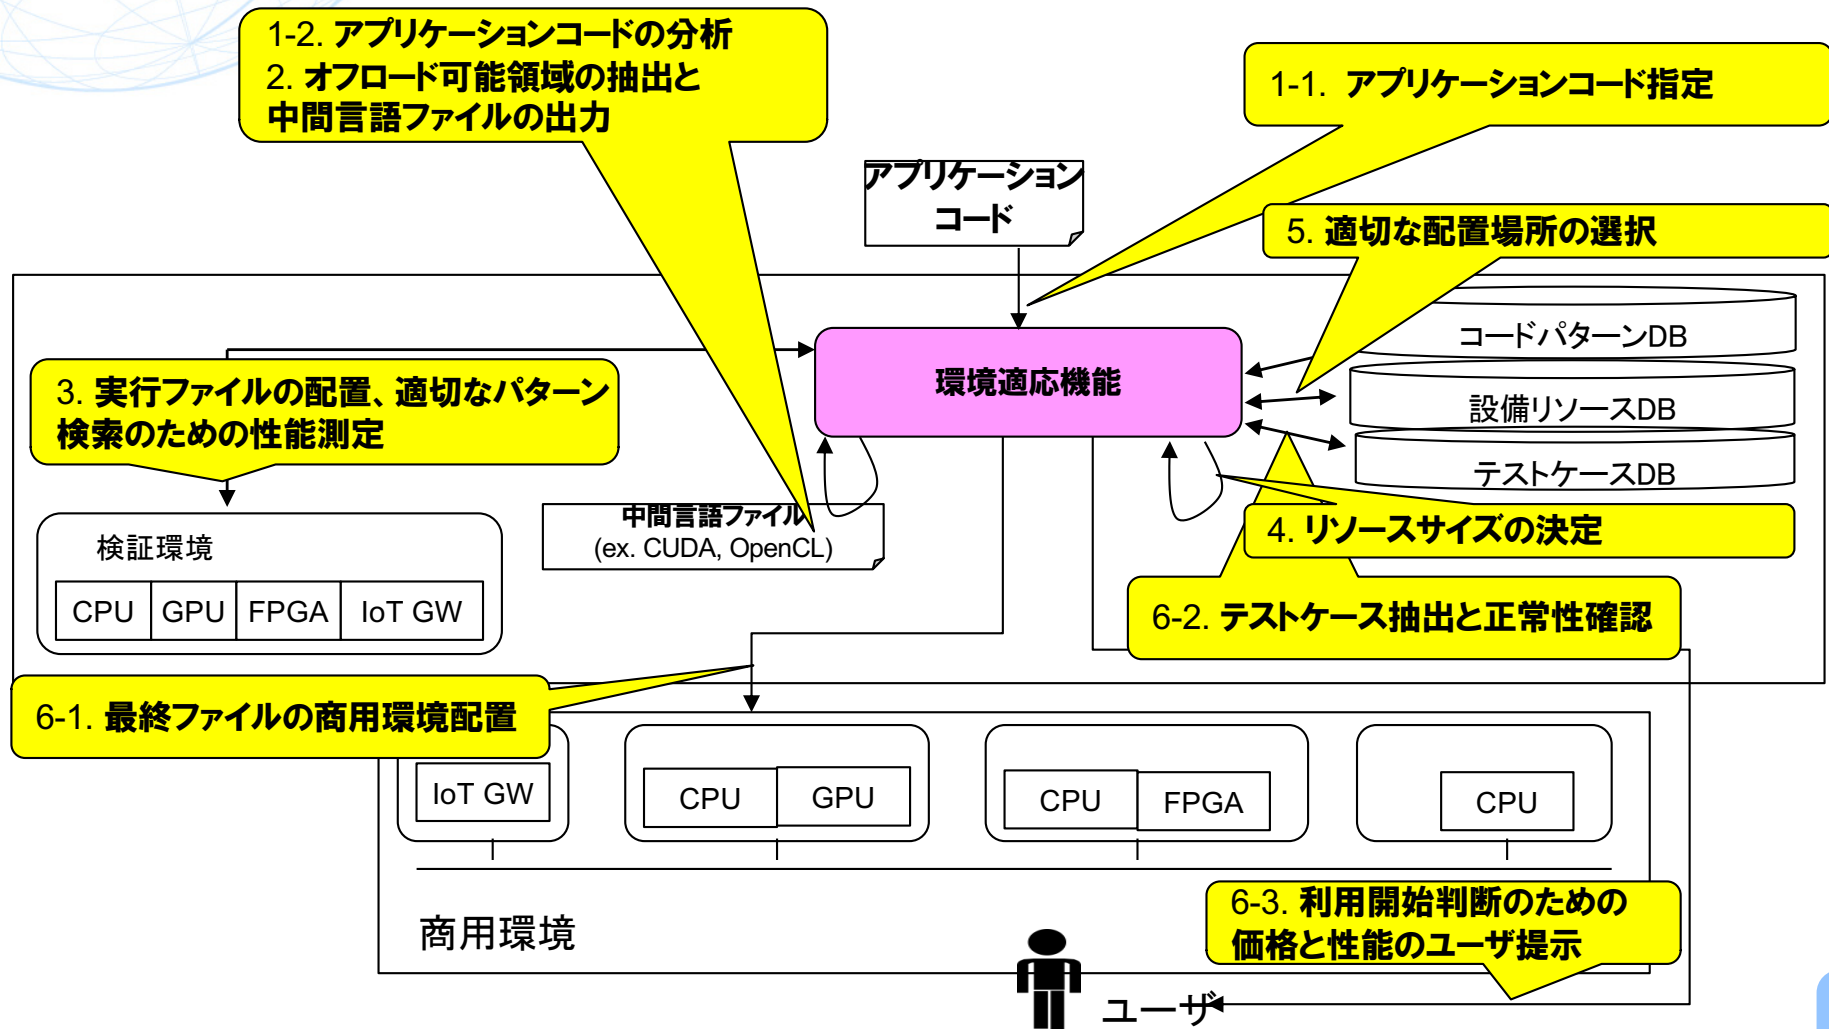 1-2. アプリケーションコードの分析
2. オフロード可能領域の抽出と
中間言語ファイルの出力
1-1. アプリケーションコード指定
アプリケーション
コード
5. 適切な配置場所の選択
コードパターンDB
環境適応機能
3. 実行ファイルの配置、適切なパターン
検索のための性能測定
設備リソースDB
テストケースDB
中間言語ファイル
(ex. CUDA, OpenCL)
4. リソースサイズの決定
検証環境
CPU GPU FPGA IoT GW
6-2. テストケース抽出と正常性確認
6-1. 最終ファイルの商用環境配置
IoT GW
CPU GPU
CPU FPGA
CPU
商用環境
6-3. 利用開始判断のための
価格と性能のユーザ提示
ユーザ